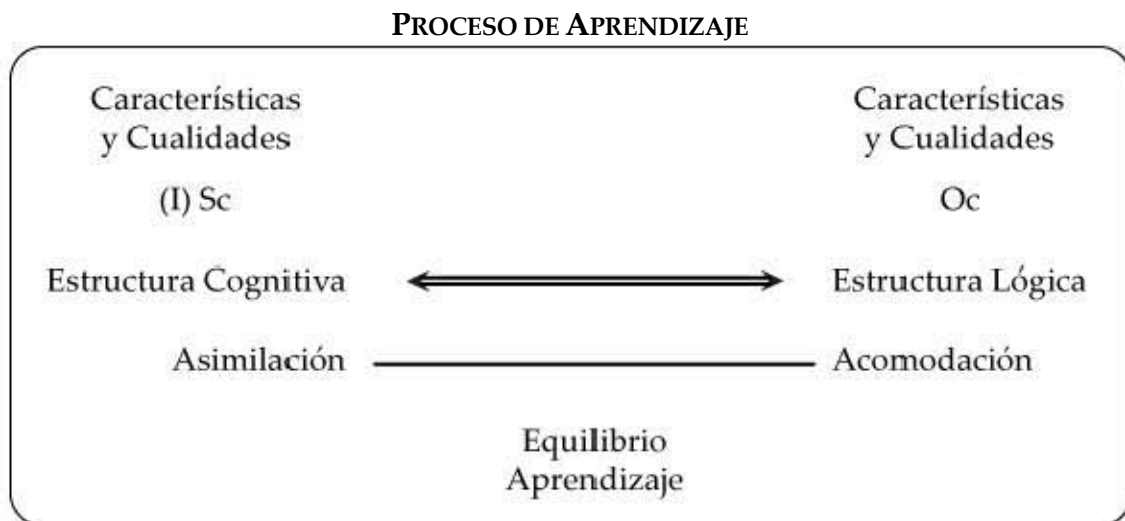 PROCESO DE APRENDIZAJE
Características
y Cualidades
Características
y Cualidades
(I) Sc
Oc
Estructura Cognitiva
Estructura Lógica
Asimilación
Acomodación
Equilibrio
Aprendizaje